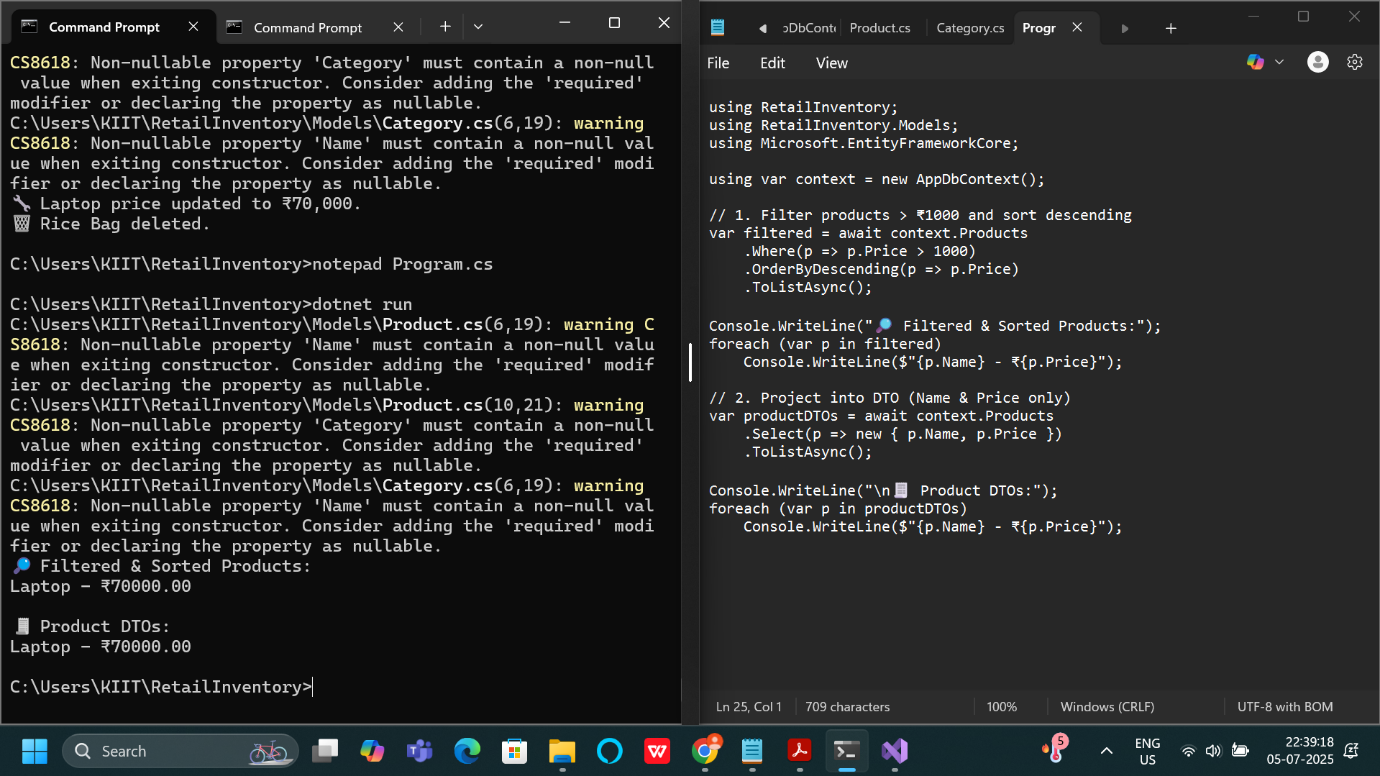 Command Prompt
Command Prompt
CS8618: Non-nullable property 'Category' must contain a non-null
value when exiting constructor. Consider adding the 'required'
modifier or declaring the property as nullable.
C:\Users\KIIT\RetailInventory\Models\Category.cs(6,19): warning
CS8618: Non-nullable property 'Name' must contain a non-null val
ue when exiting constructor. Consider adding the 'required' modi
fier or declaring the property as nullable.
🔧 Laptop price updated to ₹70,000.
🗑 Rice Bag deleted.
C:\Users\KIIT\RetailInventory>notepad Program.cs
C:\Users\KIIT\RetailInventory>dotnet run
C:\Users\KIIT\RetailInventory\Models\Product.cs(6,19): warning C
S8618: Non-nullable property 'Name' must contain a non-null valu
e when exiting constructor. Consider adding the 'required' modif
ier or declaring the property as nullable.
C:\Users\KIIT\RetailInventory\Models\Product.cs(10,21): warning
CS8618: Non-nullable property 'Category' must contain a non-null
value when exiting constructor. Consider adding the 'required'
modifier or declaring the property as nullable.
C:\Users\KIIT\RetailInventory\Models\Category.cs(6,19): warning
CS8618: Non-nullable property 'Name' must contain a non-null val
ue when exiting constructor. Consider adding the 'required' modi
fier or declaring the property as nullable.
🔎 Filtered & Sorted Products:
Laptop - ₹70000.00
🧾 Product DTOs:
Laptop - ₹70000.00
C:\Users\KIIT\RetailInventory>
pDbConte
Product.cs
Category.cs
Progr
File
Edit
View
using RetailInventory;
using RetailInventory.Models;
using Microsoft.EntityFrameworkCore;
using var context = new AppDbContext();
// 1. Filter products > ₹1000 and sort descending
var filtered = await context.Products
.Where(p => p.Price > 1000)
.OrderByDescending(p => p.Price)
.ToListAsync();
Console.WriteLine("🔎 Filtered & Sorted Products:");
foreach (var p in filtered)
Console.WriteLine($"{p.Name} - ₹{p.Price}");
// 2. Project into DTO (Name & Price only)
var productDTOs = await context.Products
.Select(p => new { p.Name, p.Price })
.ToListAsync();
Console.WriteLine("\n🧾 Product DTOs:");
foreach (var p in productDTOs)
Console.WriteLine($"{p.Name} - ₹{p.Price}");
Ln 25, Col 1
709 characters
100%
Windows (CRLF)
UTF-8 with BOM
Search
W
5
ENG
US
22:39:18
05-07-2025